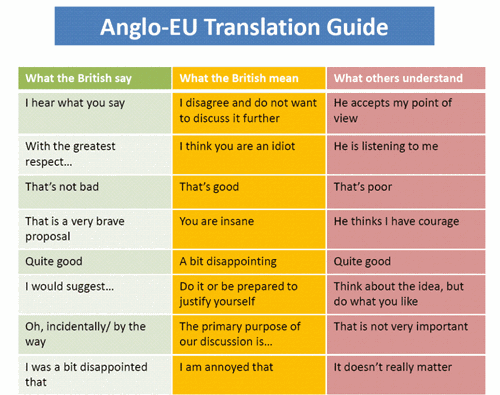 Anglo-EU Translation Guide
What the British say
What the British mean
What others understand
I hear what you say
I disagree and do not want
to discuss it further
He accepts my point of
view
With the greatest
respect…
I think you are an idiot
He is listening to me
That's not bad
That's good
That's poor
That is a very brave
proposal
You are insane
He thinks I have courage
Quite good
A bit disappointing
Quite good
I would suggest…
Do it or be prepared to
justify yourself
Think about the idea, but
do what you like
Oh, incidentally/ by the
way
The primary purpose of
our discussion is…
That is not very important
I was a bit disappointed
that
I am annoyed that
It doesn't really matter